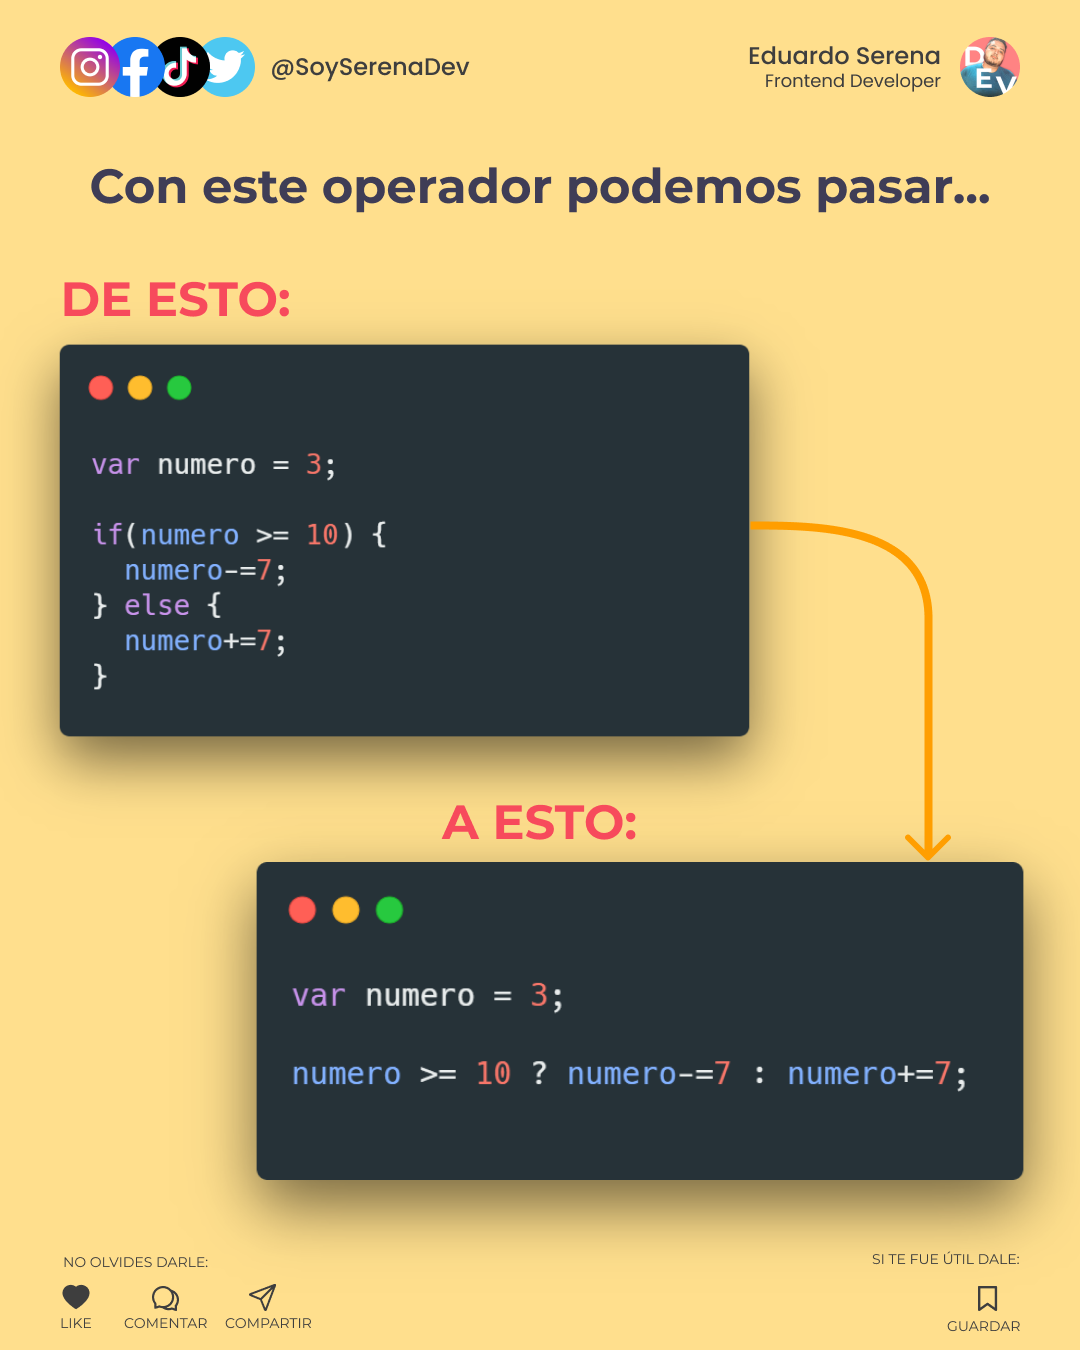 @SoySerenaDev
Eduardo Serena
Frontend Developer
DEV
Con este operador podemos pasar...
DE ESTO:
var numero = 3;
if(numero >= 10) {
  numero-=7;
} else {
  numero+=7;
}
A ESTO:
var numero = 3;
numero >= 10 ? numero-=7 : numero+=7;
NO OLVIDES DARLE:
SI TE FUE ÚTIL DALE:
LIKE
COMENTAR
COMPARTIR
GUARDAR